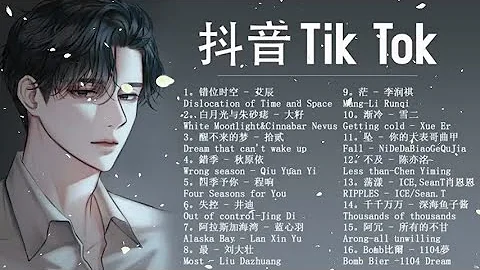 抖音 Tik Tok
1、错位时空 - 艾辰
Dislocation of Time and Space
2、白月光与朱砂痣 - 大籽
White Moonlight&Cinnabar Nevus
3、醒不来的梦 - 拾贰
Dream that can't wake up
4、错季 - 秋原依
Wrong season - Qiu Yuan Yi
5、四季予你 - 程响
Four Seasons for You
6、失控 - 井迪
Out of control-Jing Di
7、阿拉斯加海湾 - 蓝心羽
Alaska Bay - Lan Xin Yu
8、最 - 刘大壮
Most - Liu Dazhuang
9、茫 - 李润祺
Mang-Li Runqi
10、渐冷 - 雪二
Getting cold - Xue Er
11、坠 - 你的大表哥曲甲
Fall - NiDeDaBiaoGeQuJia
12、不及 - 陈亦洺-
Less than-Chen Yiming
13、荡漾 - ICE,SeanT肖恩恩
RIPPLES - ICE/Sean.T
14、千千万万 - 深海鱼子酱
Thousands of thousands
15、阿冗 - 所有的不甘
Arong-all unwilling
16、Bomb比爾 - 1104夢
Bomb Bier -1104 Dream